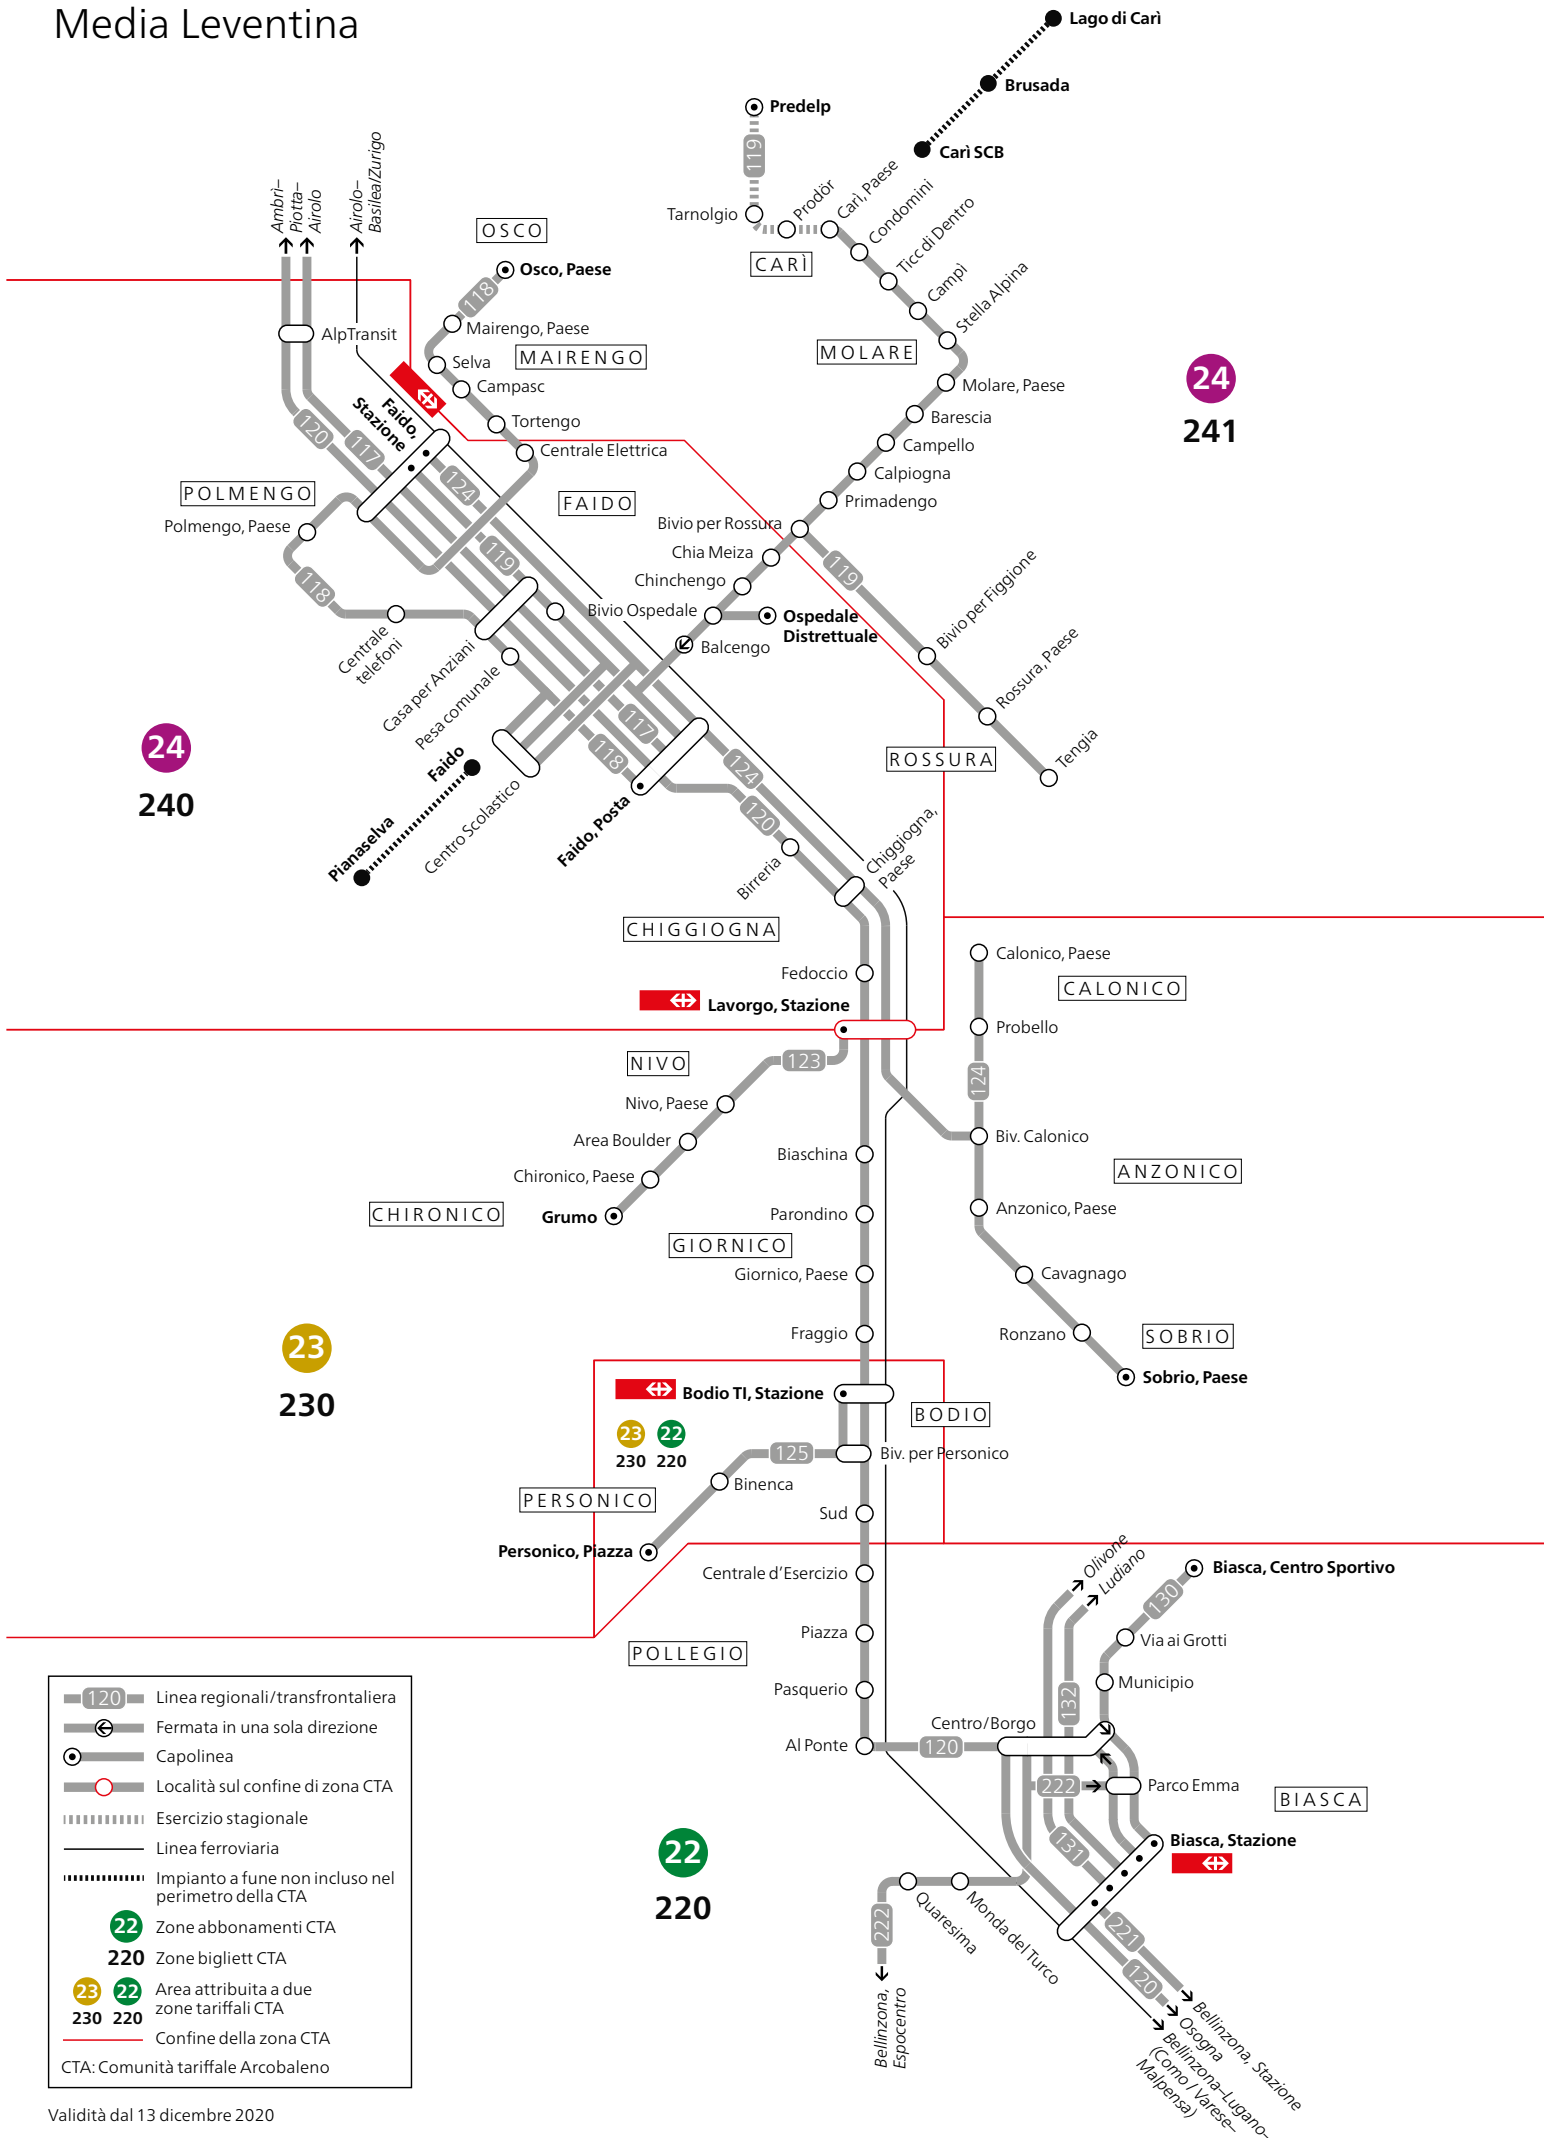 Media Leventina
Lago di Carì
Brusada
Carì SCB
Predelp
119
Tarnolgio
Prodör
Carì, Paese
Condomini
Ticc di Dentro
Campì
Stella Alpina
CARÌ
MOLARE
Molare, Paese
Barescia
Campello
Calpiogna
Primadengo
Bivio per Rossura
Chia Meiza
Chinchengo
Bivio Ospedale
Ospedale
Distrettuale
Balcengo
119
Bivio per Figgione
Rossura, Paese
Tengia
ROSSURA
24
241
Ambrì–
Piotta–
Airolo
Airolo–
Basilea/Zurigo
OSCO
Osco, Paese
118
Mairengo, Paese
MAIRENGO
Selva
Campasc
Tortengo
Centrale Elettrica
AlpTransit
Faido,
Stazione
120
117
124
FAIDO
POLMENGO
Polmengo, Paese
118
119
Centrale
telefoni
Casa per Anziani
Pesa comunale
24
240
Faido
Pianaselva
Centro Scolastico
117
118
124
Faido, Posta
120
Birreria
Chiggiogna,
Paese
CHIGGIOGNA
Fedoccio
Lavorgo, Stazione
Calonico, Paese
CALONICO
Probello
124
Biv. Calonico
ANZONICO
Anzonico, Paese
Cavagnago
Ronzano
SOBRIO
Sobrio, Paese
NIVO
123
Nivo, Paese
Area Boulder
Chironico, Paese
Grumo
CHIRONICO
Biaschina
Parondino
GIORNICO
Giornico, Paese
Fraggio
23
230
Bodio TI, Stazione
BODIO
23 22
230 220
125
Biv. per Personico
Binenca
PERSONICO
Sud
Personico, Piazza
Centrale d'Esercizio
Piazza
POLLEGIO
Pasquerio
Al Ponte
120
Centro/Borgo
Olivone
Ludiano
132
130
Biasca, Centro Sportivo
Via ai Grotti
Municipio
222
Parco Emma
BIASCA
131
Biasca, Stazione
22
220
Quaresima
Monda del Turco
222
Bellinzona,
Espocentro
221
120
Bellinzona, Stazione
Osogna
Bellinzona–Lugano–
(Como / Varese–
Malpensa)
120 Linea regionali/transfrontaliera
Fermata in una sola direzione
Capolinea
Località sul confine di zona CTA
Esercizio stagionale
Linea ferroviaria
Impianto a fune non incluso nel
perimetro della CTA
22 Zone abbonamenti CTA
220 Zone bigliett CTA
23 22 Area attribuita a due
230 220 zone tariffali CTA
Confine della zona CTA
CTA: Comunità tariffale Arcobaleno
Validità dal 13 dicembre 2020